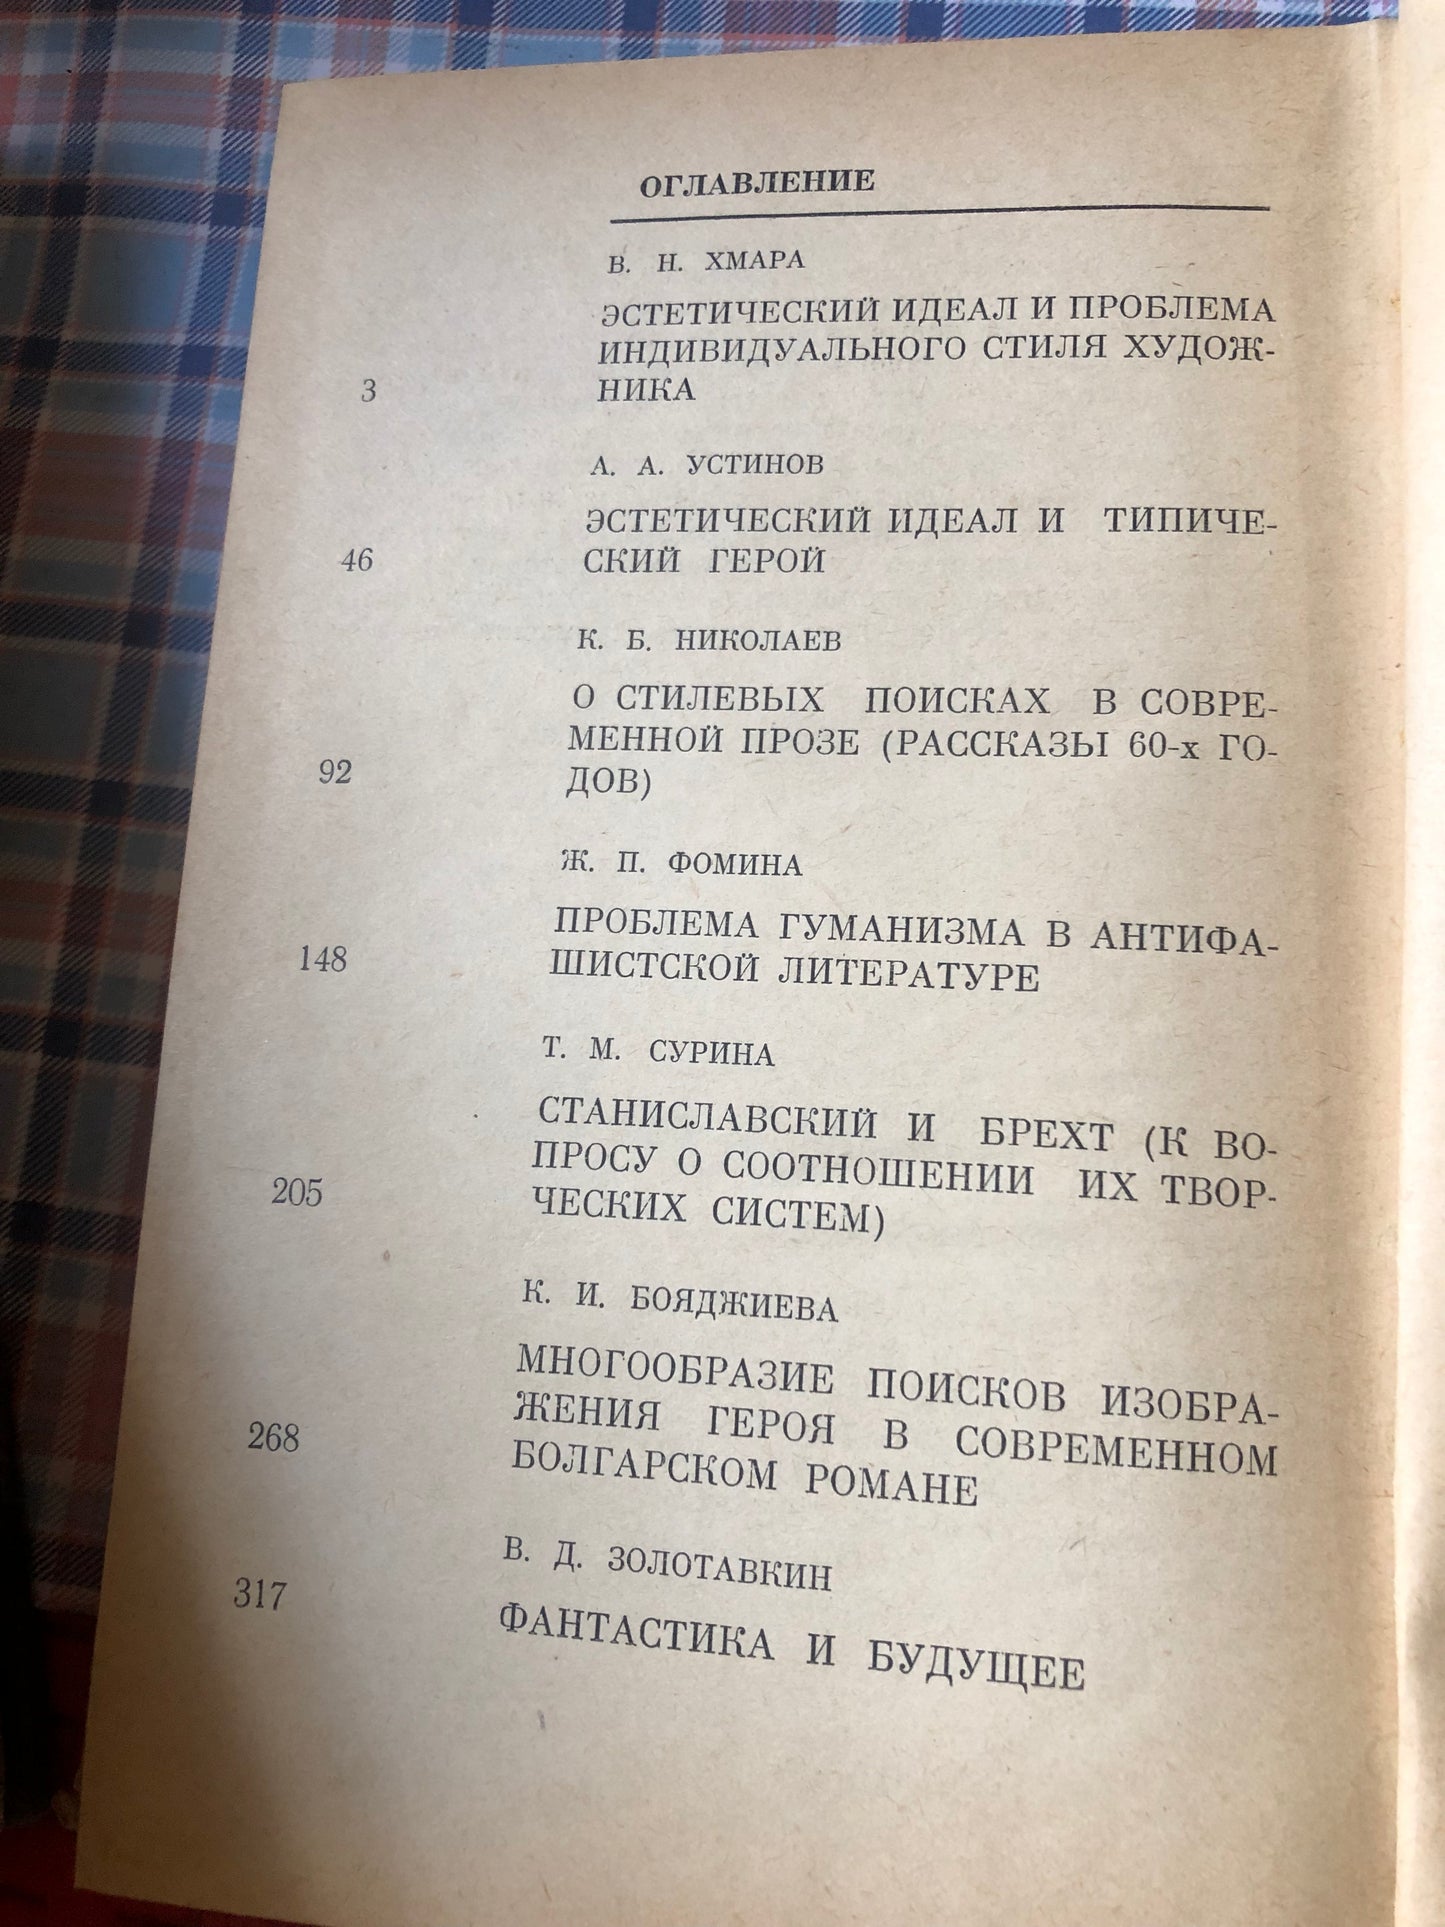 ОГЛАВЛЕНИЕ
В. Н. ХМАРА
ЭСТЕТИЧЕСКИЙ ИДЕАЛ И ПРОБЛЕМА
ИНДИВИДУАЛЬНОГО СТИЛЯ ХУДОЖ-
3 НИКА
А. А. УСТИНОВ
ЭСТЕТИЧЕСКИЙ ИДЕАЛ И ТИПИЧЕ-
46 СКИЙ ГЕРОЙ
К. Б. НИКОЛАЕВ
О СТИЛЕВЫХ ПОИСКАХ В СОВРЕ-
МЕННОЙ ПРОЗЕ (РАССКАЗЫ 60-х ГО-
92 ДОВ)
Ж. П. ФОМИНА
ПРОБЛЕМА ГУМАНИЗМА В АНТИФА-
148 ШИСТСКОЙ ЛИТЕРАТУРЕ
Т. М. СУРИНА
СТАНИСЛАВСКИЙ И БРЕХТ (К ВО-
ПРОСУ О СООТНОШЕНИИ ИХ ТВОР-
205 ЧЕСКИХ СИСТЕМ)
К. И. БОЯДЖИЕВА
МНОГООБРАЗИЕ ПОИСКОВ ИЗОБРА-
ЖЕНИЯ ГЕРОЯ В СОВРЕМЕННОМ
268 БОЛГАРСКОМ РОМАНЕ
В. Д. ЗОЛОТАВКИН
317 ФАНТАСТИКА И БУДУЩЕЕ